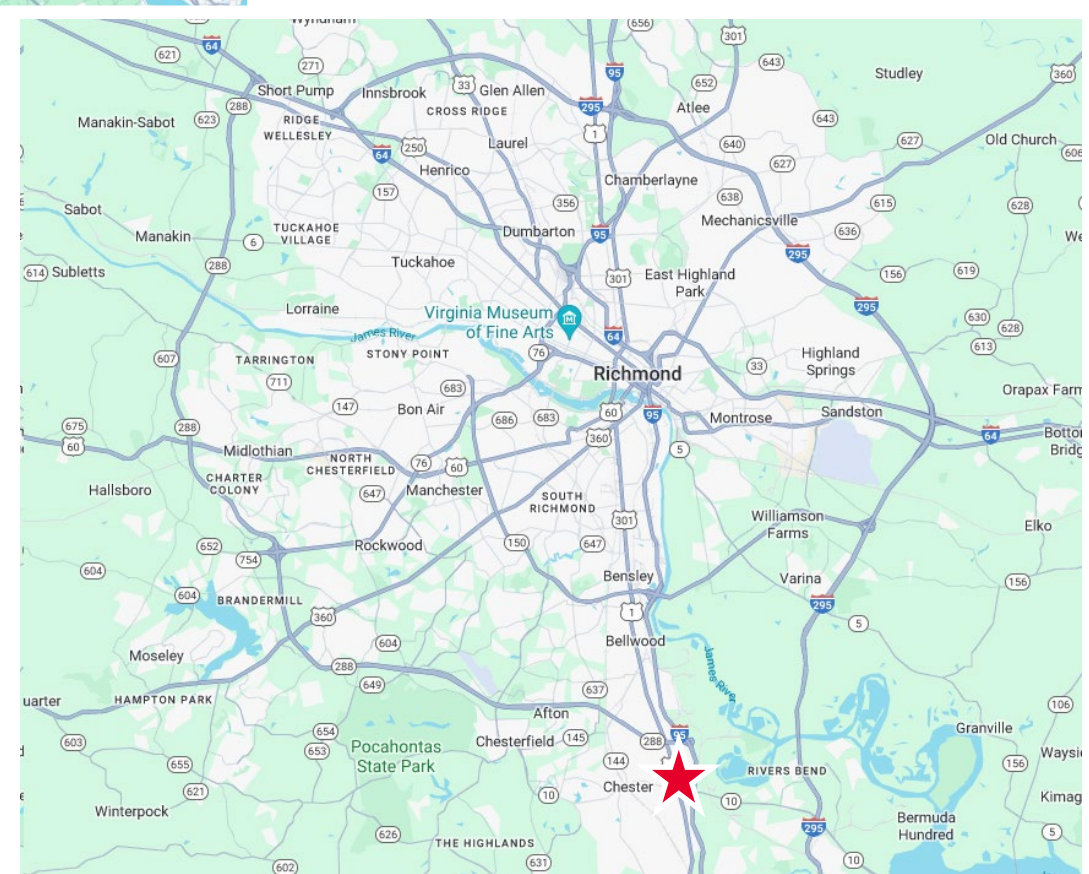 656
301
621
64
643
271
95
Studley
360
33
652
Short Pump
Innsbrook
Glen Allen
288
295
Atlee
CROSS RIDGE
Manakin-Sabot
623
RIDGE
WELLESLEY
1
643
Laurel
250
640
627
Old Church
64
627
606
Henrico
157
Chamberlayne
638
356
615
628
Sabot
Mechanicsville
TUCKAHOE
VILLAGE
Dumbarton
95
636
Manakin
6
295
Tuckahoe
288
614
Subletts
301
East Highland
Park
156
619
Lorraine
Virginia Museum
of Fine Arts
295
630
628
James River
64
613
STONY POINT
76
607
TARRINGTON
Highland
Springs
33
Richmond
711
683
Orapax Farm
147
Bon Air
60
95
Montrose
Sandston
686
683
675
288
64
60
360
Midlothian
5
NORTH
CHESTERFIELD
76
60
CHARTER
COLONY
Hallsboro
647
Manchester
SOUTH
RICHMOND
301
Williamson
Farms
Elko
652
Rockwood
150
647
754
604
Bensley
Varina
156
604
BRANDERMILL
295
1
360
5
604
Bellwood
Moseley
James River
288
649
637
HAMPTON PARK
106
Afton
654
Granville
603
653
Pocahontas
State Park
Chesterfield
145
288
95
156
655
144
RIVERS BEND
621
Chester
10
10
Winterpock
Bermuda
Hundred
295
5
626
THE HIGHLANDS
631
10
602